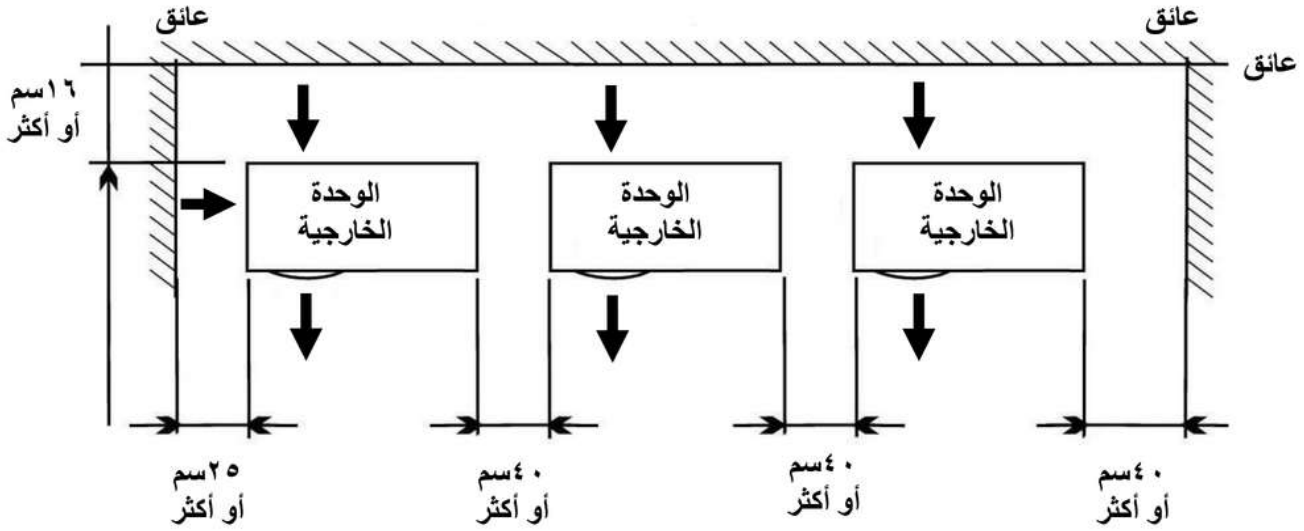 عائق
عائق
عائق
١٦سم
أو أكثر
الوحدة
الخارجية
الوحدة
الخارجية
الوحدة
الخارجية
٢٥سم
أو أكثر
٤٠سم
أو أكثر
٤٠سم
أو أكثر
٤٠سم
أو أكثر